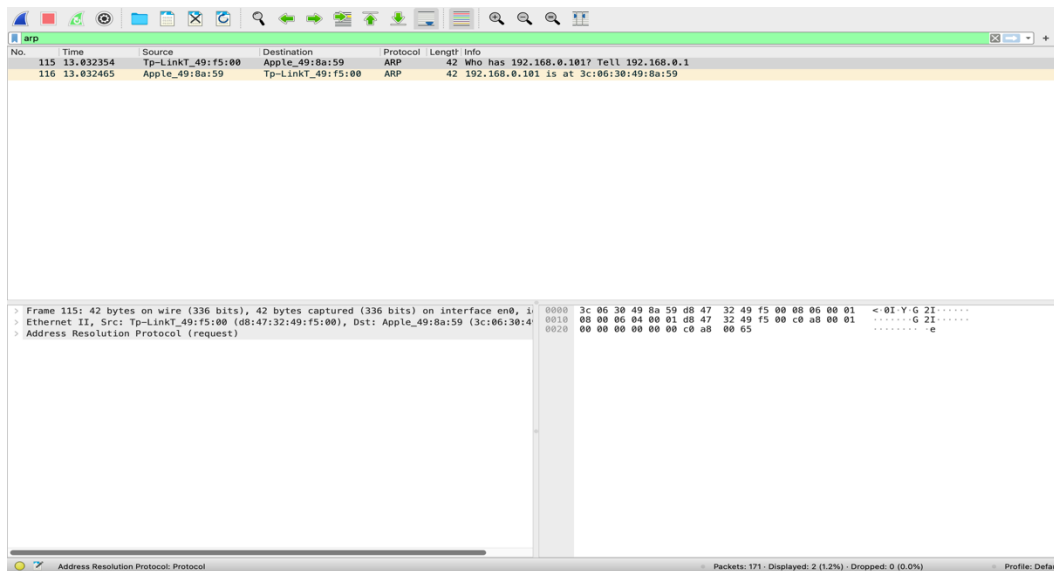 arp
+
No. Time Source Destination Protocol Length Info
115 13.032354 Tp-LinkT_49:f5:00 Apple_49:8a:59 ARP 42 Who has 192.168.0.101? Tell 192.168.0.1
116 13.032465 Apple_49:8a:59 Tp-LinkT_49:f5:00 ARP 42 192.168.0.101 is at 3c:06:30:49:8a:59
> Frame 115: 42 bytes on wire (336 bits), 42 bytes captured (336 bits) on interface en0, i
> Ethernet II, Src: Tp-LinkT_49:f5:00 (d8:47:32:49:f5:00), Dst: Apple_49:8a:59 (3c:06:30:4
> Address Resolution Protocol (request)
0000 3c 06 30 49 8a 59 d8 47 32 49 f5 00 08 06 00 01 <·0I·Y·G 2I······
0010 08 00 06 04 00 01 d8 47 32 49 f5 00 c0 a8 00 01 ·······G 2I······
0020 00 00 00 00 00 00 c0 a8 00 65 ········ ·e
Address Resolution Protocol: Protocol
Packets: 171 · Displayed: 2 (1.2%) · Dropped: 0 (0.0%)
Profile: Defau